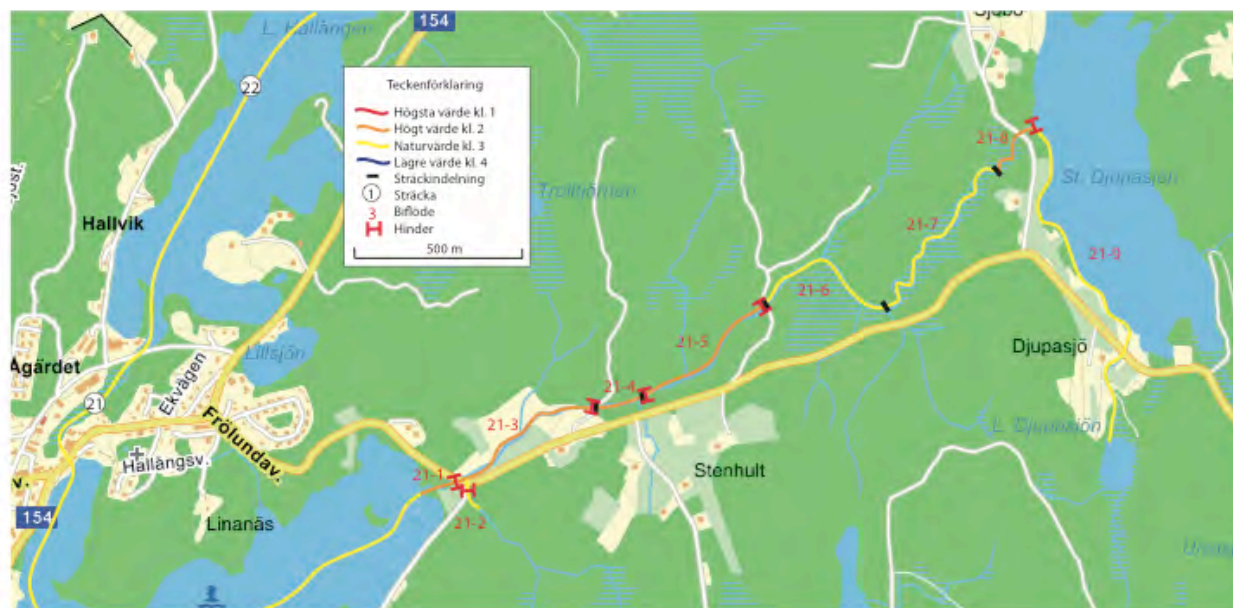 154
Sjöbo
L. Hallången
22
Teckenförklaring
Högsta värde kl. 1
Högt värde kl. 2
Naturvärde kl. 3
Lägre värde kl. 4
Sträckindelning
1 Sträcka
3 Biflöde
Hinder
500 m
21-8
St. Djupasjön
Trolltjärnen
Hallvik
21-7
21-9
21-6
21-5
Djupasjö
Lillsjön
Ågärdet
Ekvägen
21-4
21
21-3
Frölundav.
L. Djupasjön
Hallångsv.
v.
21-1
Stenhult
154
Linanäs
21-2